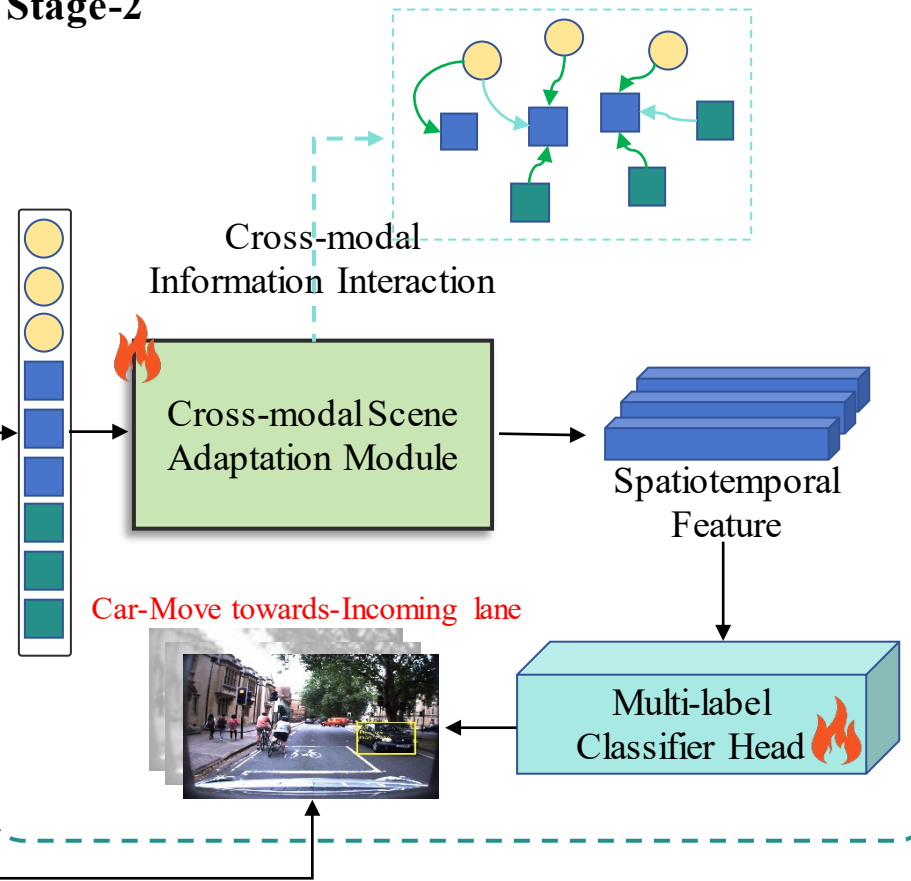 Stage-2
Cross-modal
Information Interaction
Cross-modal Scene
Adaptation Module
Spatiotemporal
Feature
Car-Move towards-Incoming lane
Multi-label
Classifier Head